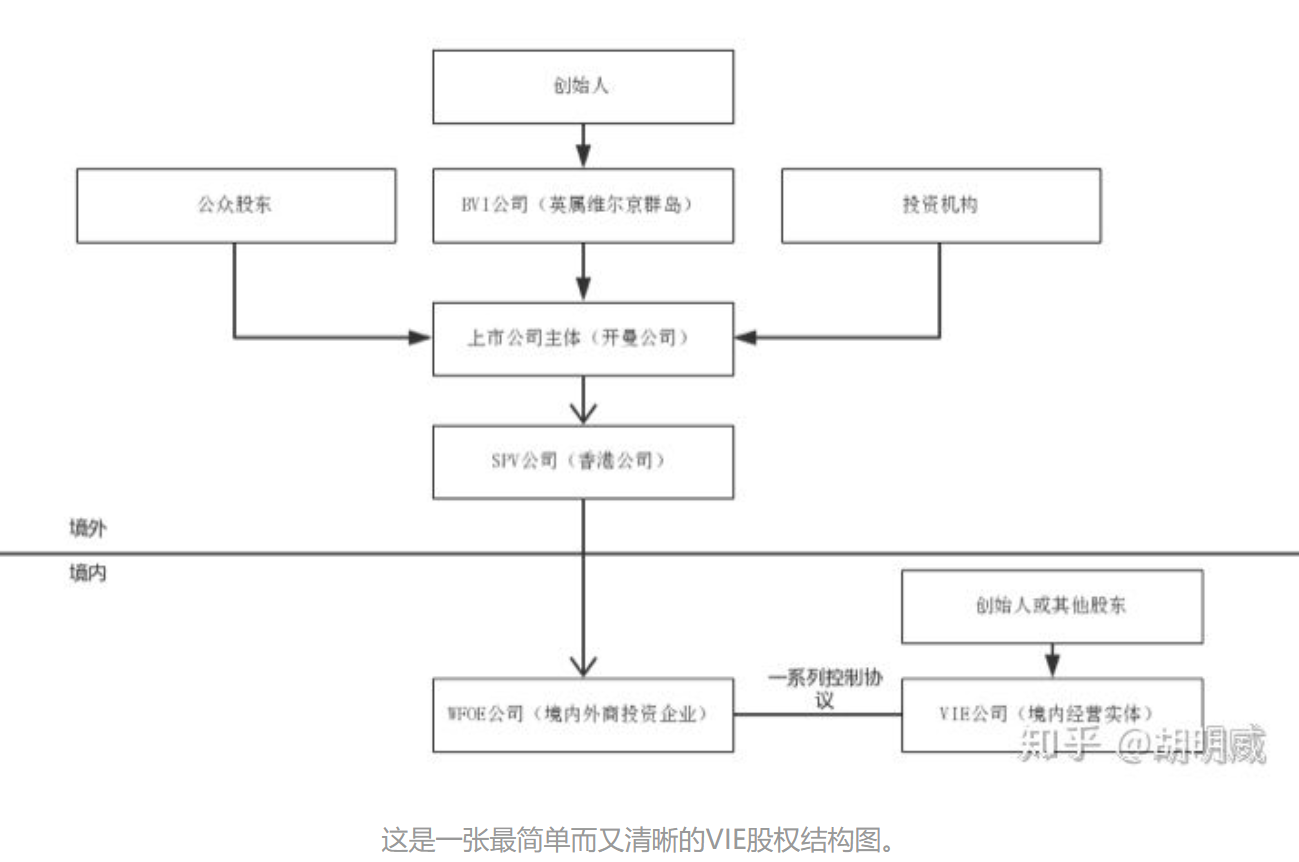 创始人
公众股东
BVI公司（英属维尔京群岛）
投资机构
上市公司主体（开曼公司）
SPV公司（香港公司）
境外
境内
创始人或其他股东
一系列控制协
议
WFOE公司（境内外商投资企业）
VIE公司（境内经营实体）
知乎 @胡明威
这是一张最简单而又清晰的VIE股权结构图。